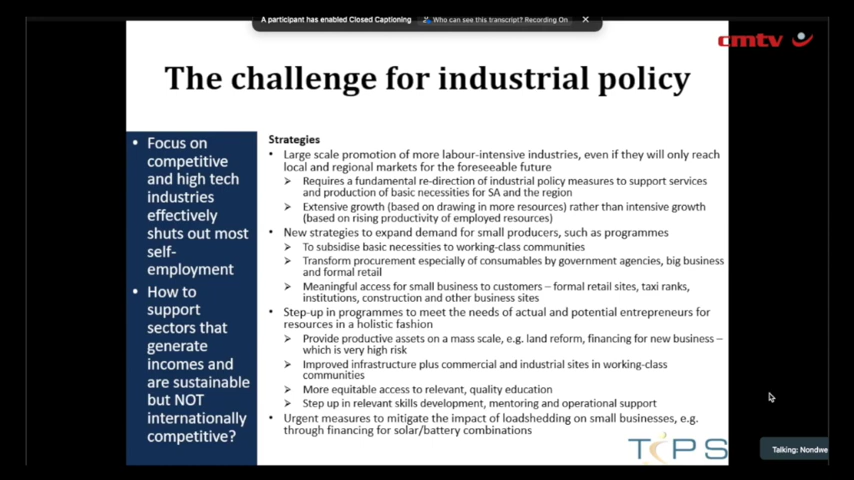 A participant has enabled Closed Captioning
Who can see this transcript? Recording On
cmtv
The challenge for industrial policy
• Focus on
competitive
and high tech
industries
effectively
shuts out most
self-
employment
• How to
support
sectors that
generate
incomes and
are sustainable
but NOT
internationally
competitive?
Strategies
• Large scale promotion of more labour-intensive industries, even if they will only reach
local and regional markets for the foreseeable future
➢ Requires a fundamental re-direction of industrial policy measures to support services
and production of basic necessities for SA and the region
➢ Extensive growth (based on drawing in more resources) rather than intensive growth
(based on rising productivity of employed resources)
• New strategies to expand demand for small producers, such as programmes
➢ To subsidise basic necessities to working-class communities
➢ Transform procurement especially of consumables by government agencies, big business
and formal retail
➢ Meaningful access for small business to customers – formal retail sites, taxi ranks,
institutions, construction and other business sites
• Step-up in programmes to meet the needs of actual and potential entrepreneurs for
resources in a holistic fashion
➢ Provide productive assets on a mass scale, e.g. land reform, financing for new business –
which is very high risk
➢ Improved infrastructure plus commercial and industrial sites in working-class
communities
➢ More equitable access to relevant, quality education
➢ Step up in relevant skills development, mentoring and operational support
• Urgent measures to mitigate the impact of loadshedding on small businesses, e.g.
through financing for solar/battery combinations
TIPS
Talking: Nondwe